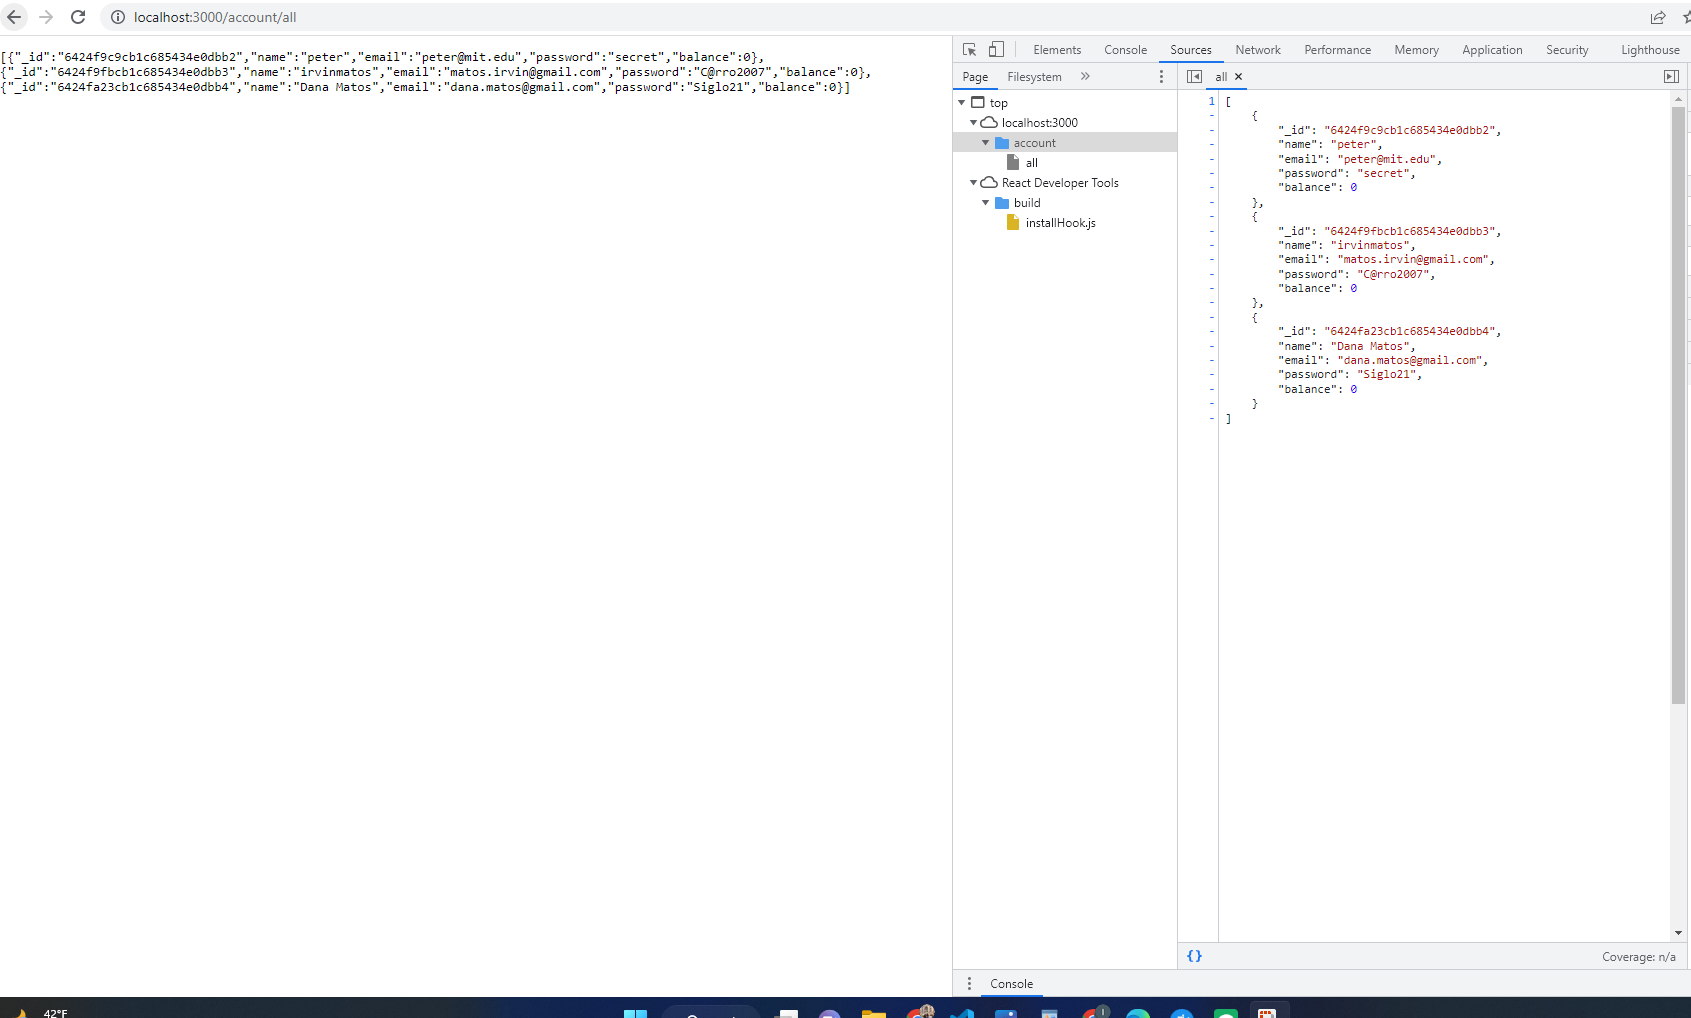 localhost:3000/account/all
[{"_id":"6424f9c9cb1c685434e0dbb2","name":"peter","email":"peter@mit.edu","password":"secret","balance":0},
{"_id":"6424f9fbcb1c685434e0dbb3","name":"irvinmatos","email":"matos.irvin@gmail.com","password":"C@rro2007","balance":0},
{"_id":"6424fa23cb1c685434e0dbb4","name":"Dana Matos","email":"dana.matos@gmail.com","password":"Siglo21","balance":0}]
Elements Console Sources Network Performance Memory Application Security Lighthouse
Page Filesystem »
top
localhost:3000
account
all
React Developer Tools
build
installHook.js
all ×
1 [
- {
- "_id": "6424f9c9cb1c685434e0dbb2",
- "name": "peter",
- "email": "peter@mit.edu",
- "password": "secret",
- "balance": 0
- },
- {
- "_id": "6424f9fbcb1c685434e0dbb3",
- "name": "irvinmatos",
- "email": "matos.irvin@gmail.com",
- "password": "C@rro2007",
- "balance": 0
- },
- {
- "_id": "6424fa23cb1c685434e0dbb4",
- "name": "Dana Matos",
- "email": "dana.matos@gmail.com",
- "password": "Siglo21",
- "balance": 0
- }
- ]
{} Coverage: n/a
Console
42°F